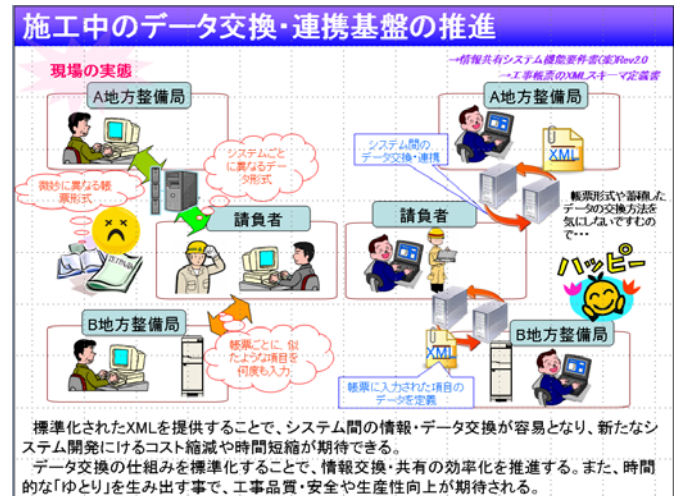 施工中のデータ交換・連携基盤の推進
→情報共有システム機能要件書(案)Rev2.0
→工事帳票のXMLスキーマ定義書
現場の実態
A地方整備局
システムごと
に異なるデー
タ形式
微妙に異なる帳
票形式
請負者
B地方整備局
帳票ごとに、似
たような項目を
何度も入力
A地方整備局
XML
システム間の
データ交換・連携
帳票形式や蓄積した
データの交換方法を
気にしないですむの
で・・・
請負者
ハッピー
XML
B地方整備局
帳票に入力された項目の
データを定義
標準化されたXMLを提供することで、システム間の情報・データ交換が容易となり、新たなシ
ステム開発にけるコスト縮減や時間短縮が期待できる。
データ交換の仕組みを標準化することで、情報交換・共有の効率化を推進する。また、時間
的な「ゆとり」を生み出す事で、工事品質・安全や生産性向上が期待される。